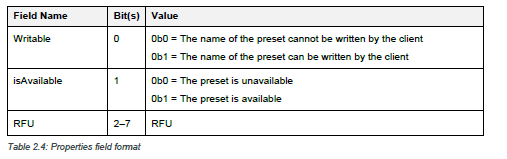 Field Name Bit(s) Value
Writable 0 0b0 = The name of the preset cannot be written by the client
0b1 = The name of the preset can be written by the client
isAvailable 1 0b0 = The preset is unavailable
0b1 = The preset is available
RFU 2–7 RFU
Table 2.4: Properties field format